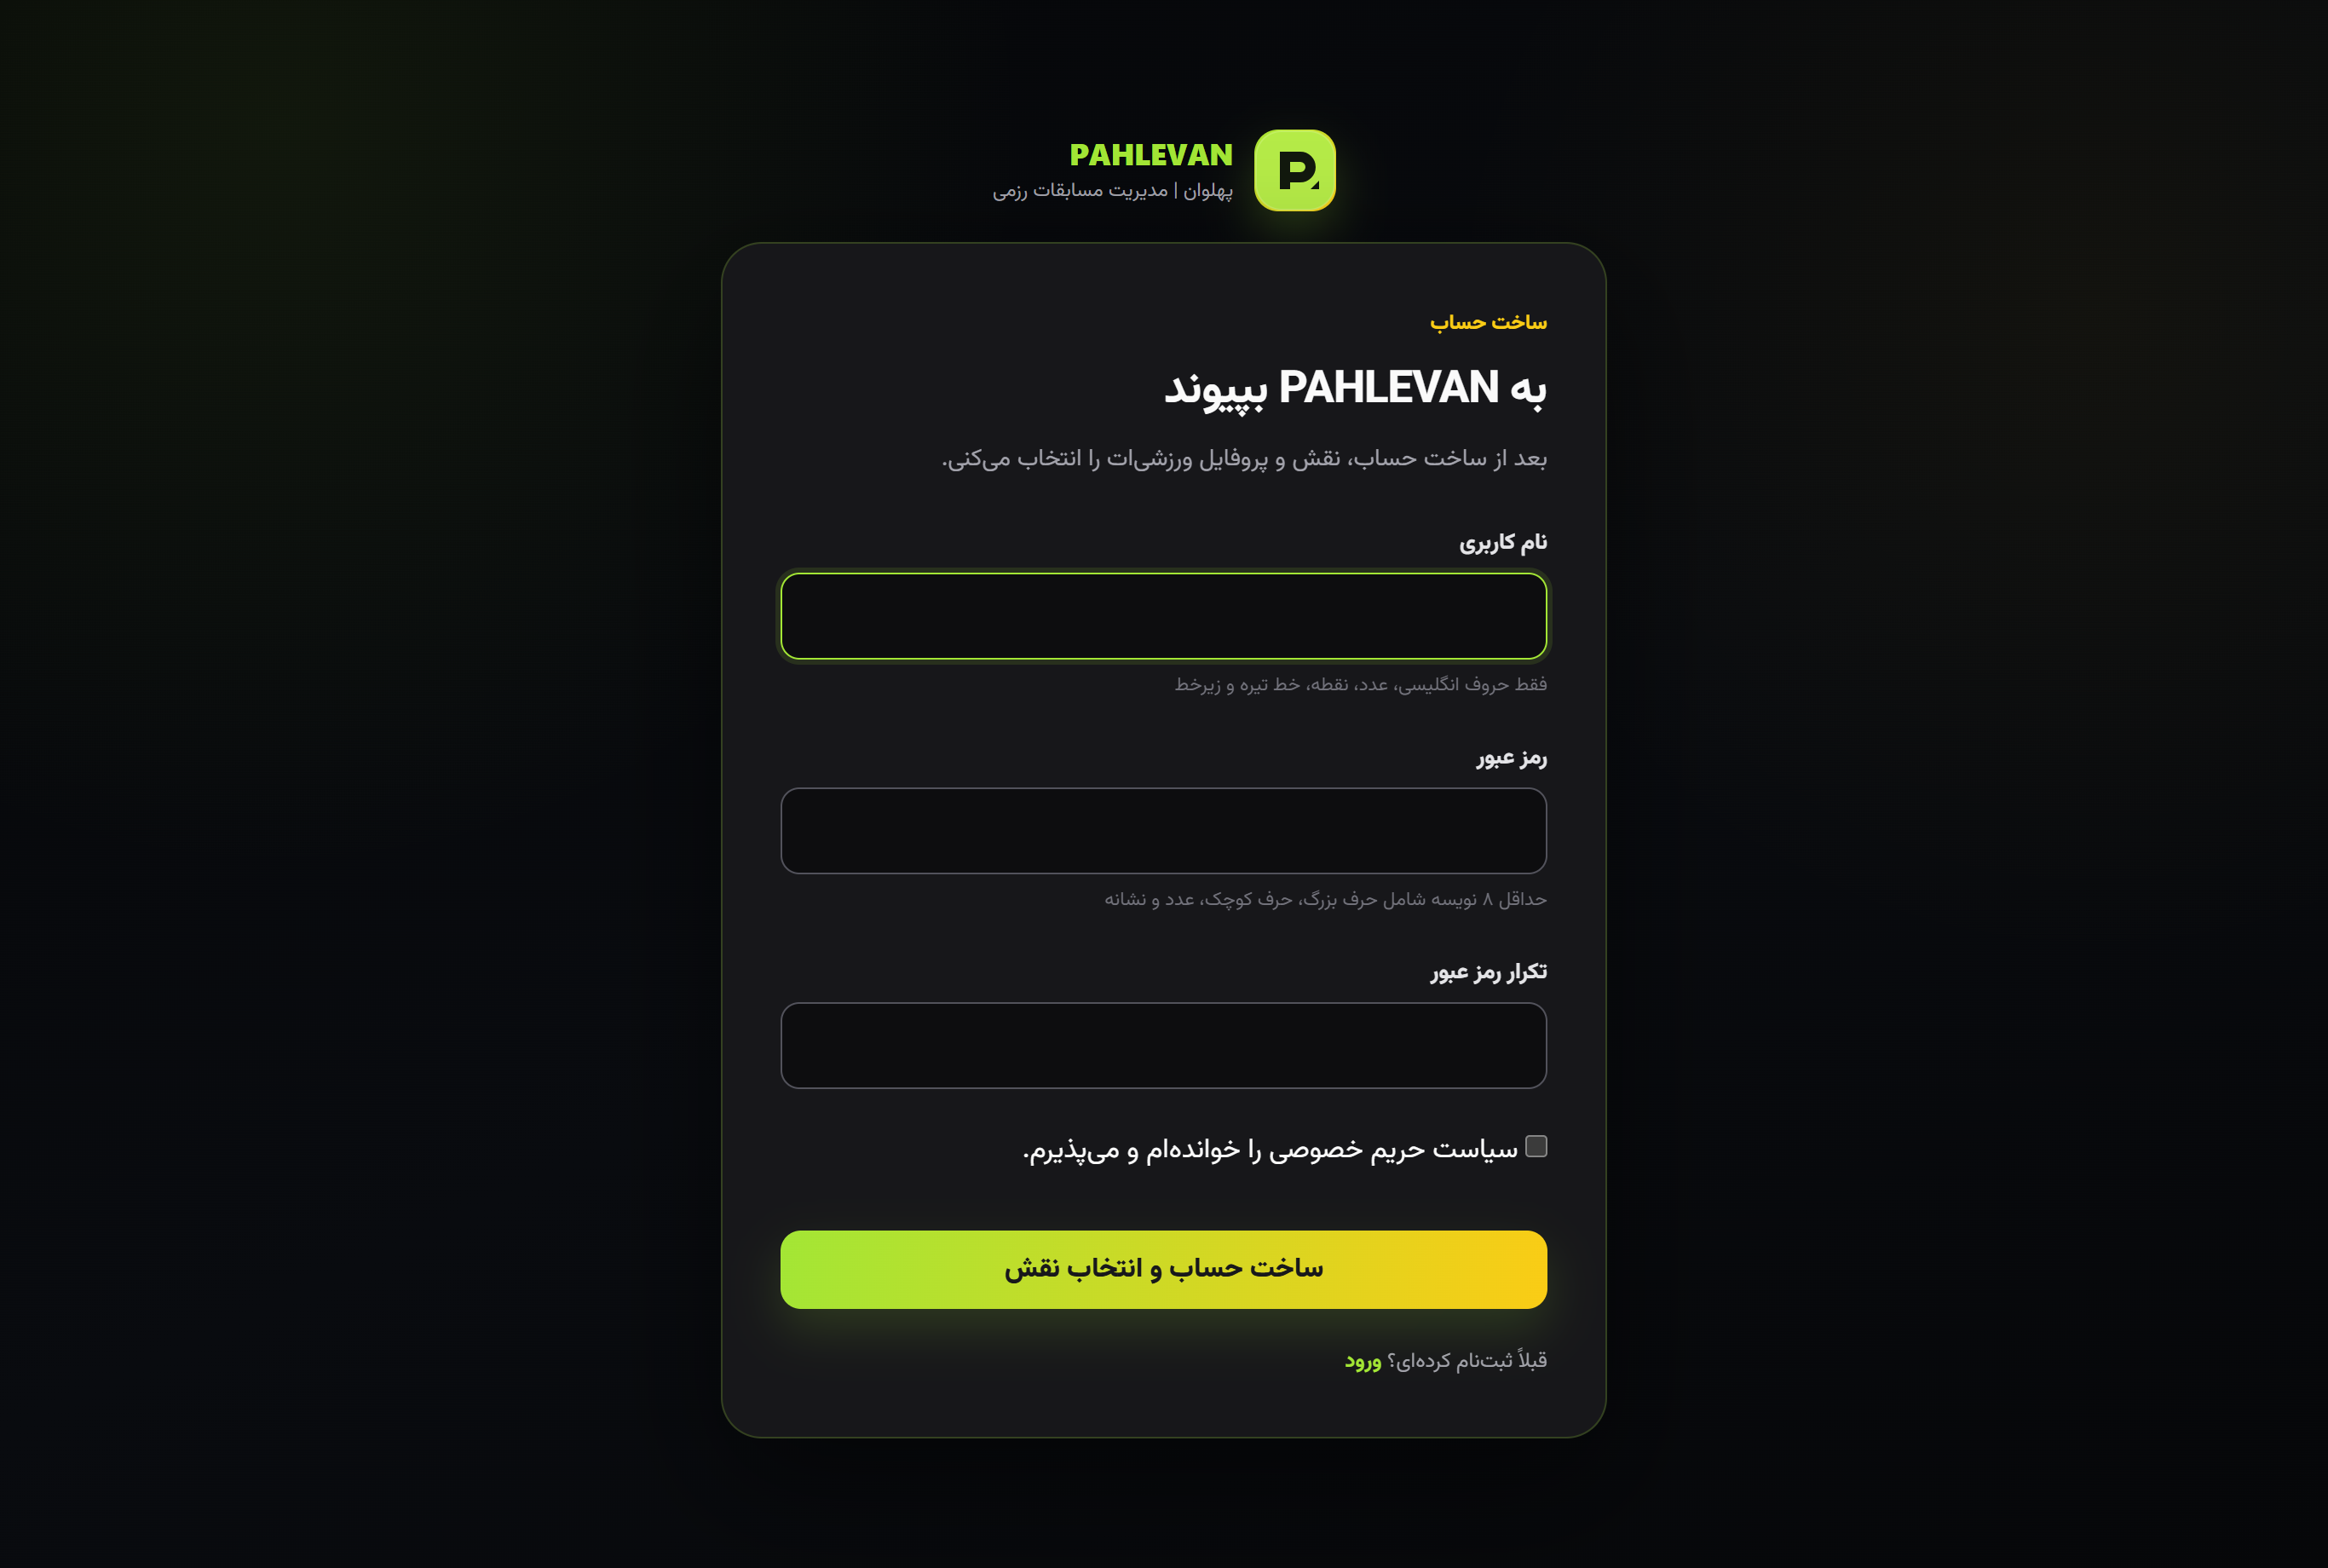 P
PAHLEVAN
پهلوان | مدیریت مسابقات رزمی
ساخت حساب
به PAHLEVAN بپیوند
بعد از ساخت حساب، نقش و پروفایل ورزشی‌ات را انتخاب می‌کنی.
نام کاربری
فقط حروف انگلیسی، عدد، نقطه، خط تیره و زیرخط
رمز عبور
حداقل ۸ نویسه شامل حرف بزرگ، حرف کوچک، عدد و نشانه
تکرار رمز عبور
سیاست حریم خصوصی را خوانده‌ام و می‌پذیرم.
ساخت حساب و انتخاب نقش
قبلاً ثبت‌نام کرده‌ای؟ ورود